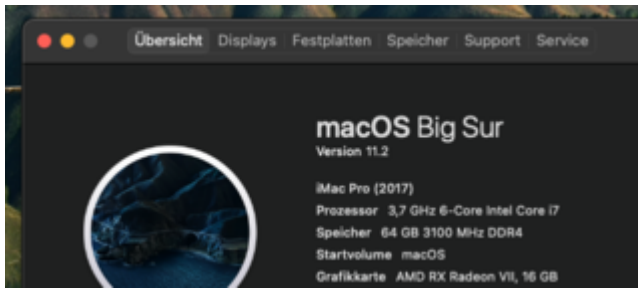 Übersicht Displays Festplatten Speicher Support Service
macOS Big Sur
Version 11.2
iMac Pro (2017)
Prozessor 3,7 GHz 6-Core Intel Core i7
Speicher 64 GB 3100 MHz DDR4
Startvolume macOS
Grafikkarte AMD RX Radeon VII, 16 GB